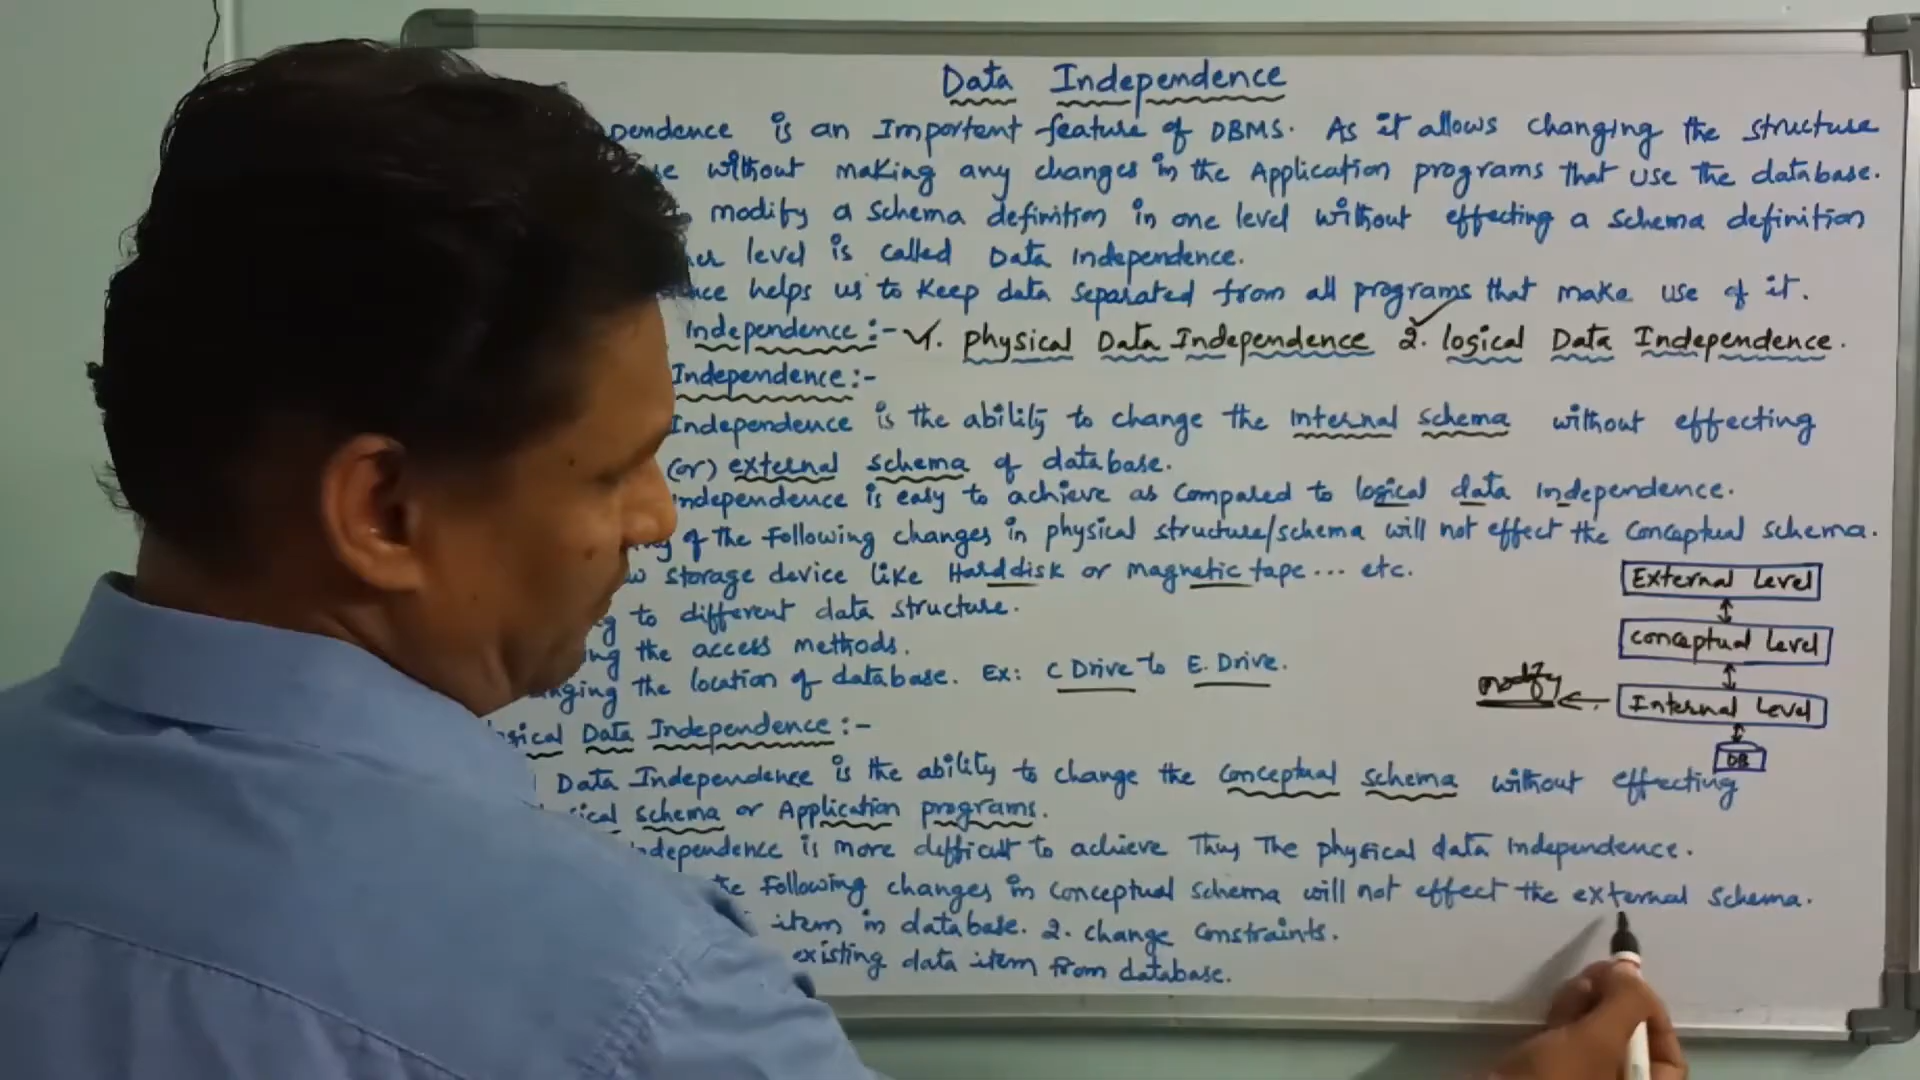 Data Independence
pendence is an Important feature of DBMS. As it allows changing the structure
without making any changes in the Application programs that use the database.
modify a schema definition in one level without effecting a schema definition
level is called Data Independence.
helps us to keep data separated from all programs that make use of it.
Independence :- 1. physical Data Independence 2. logical Data Independence.
Independence :-
Independence is the ability to change the Internal schema without effecting
(or) external schema of database.
ndependence is easy to achieve as compared to logical data independence.
of the following changes in physical structure/schema will not effect the conceptual schema.
storage device like Harddisk or magnetic tape... etc.
to different data structure.
the access methods.
the location of database. Ex: C Drive to E. Drive.
External Level
Conceptual Level
modify
Internal Level
DB
Data Independence :-
Data Independence is the ability to change the conceptual schema without effecting
schema or Application programs.
dependence is more difficult to achieve Than The physical data Independence.
following changes in conceptual schema will not effect the external schema.
item in database. 2. change constraints.
existing data item from database.